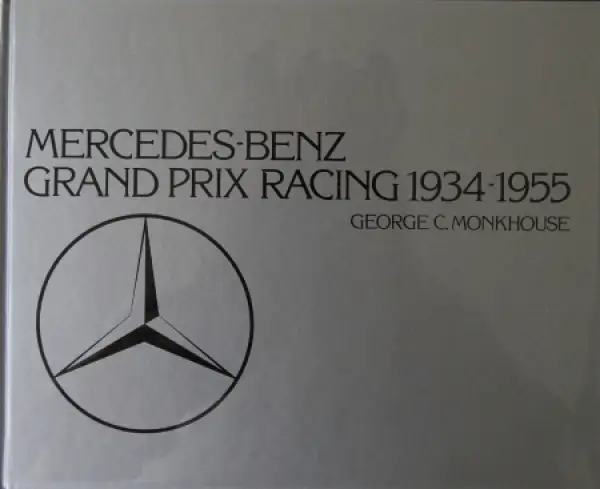 MERCEDES-BENZ
GRAND PRIX RACING 1934-1955
GEORGE C. MONKHOUSE